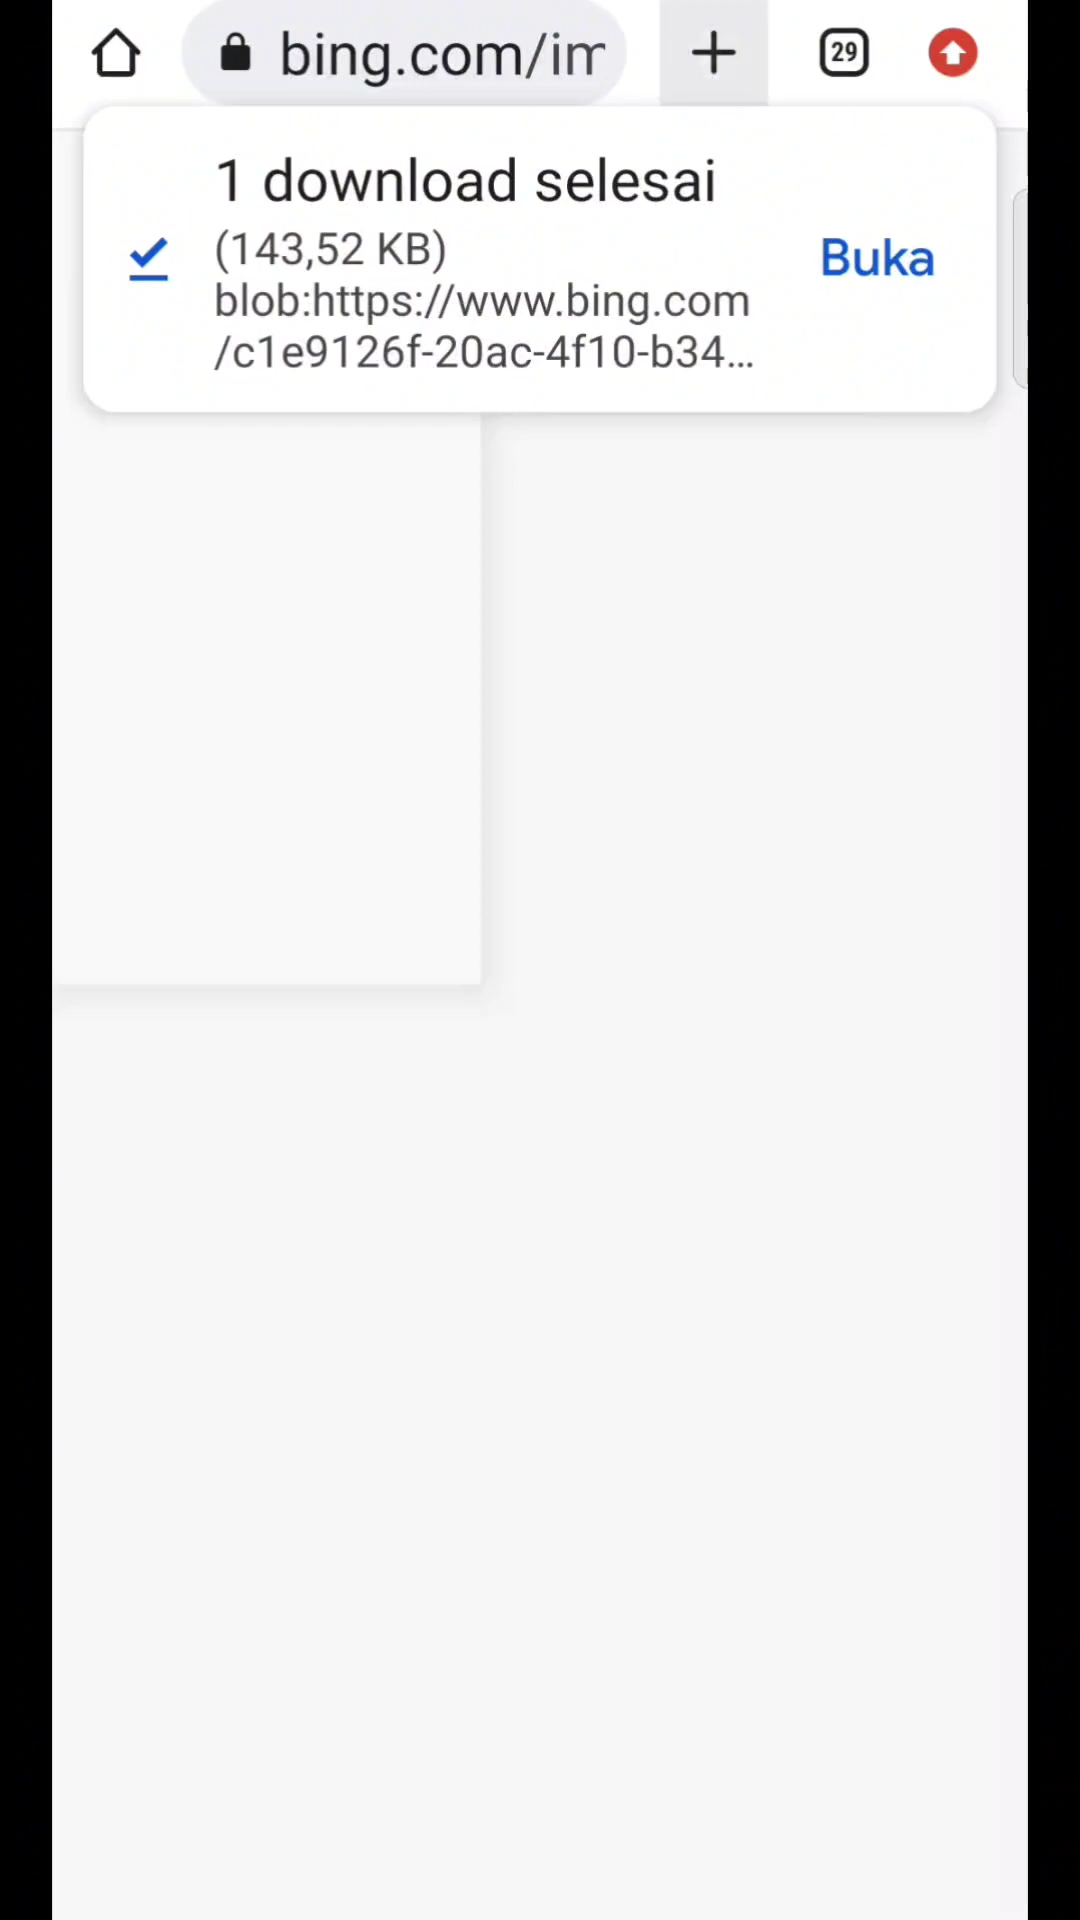 bing.com/im
29
1 download selesai
(143,52 KB)
blob:https://www.bing.com
/c1e9126f-20ac-4f10-b34...
Buka